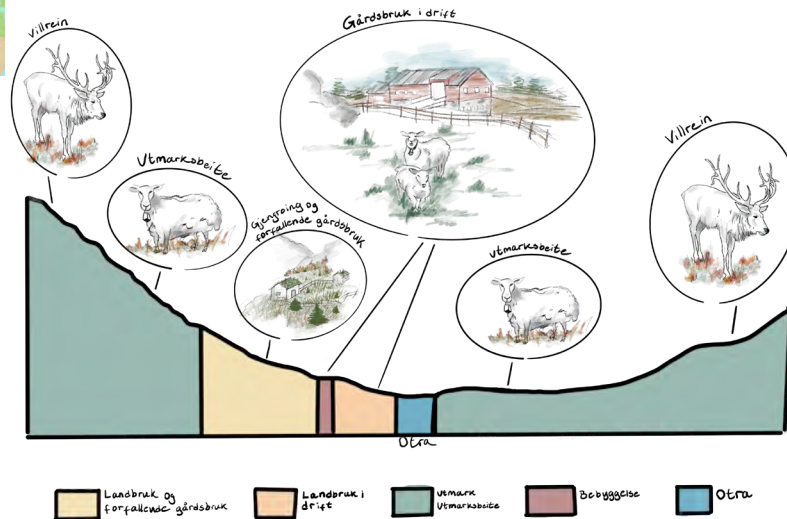 Villrein
Gårdsbruk i drift
Villrein
Utmarksbeite
Gjengroing og
forfallende gårdsbruk
utmarksbeite
Otra
Landbruk og
forfallende gårdsbruk
Landbruk i
drift
utmark
Utmarksbeite
Bebyggelse
Otra